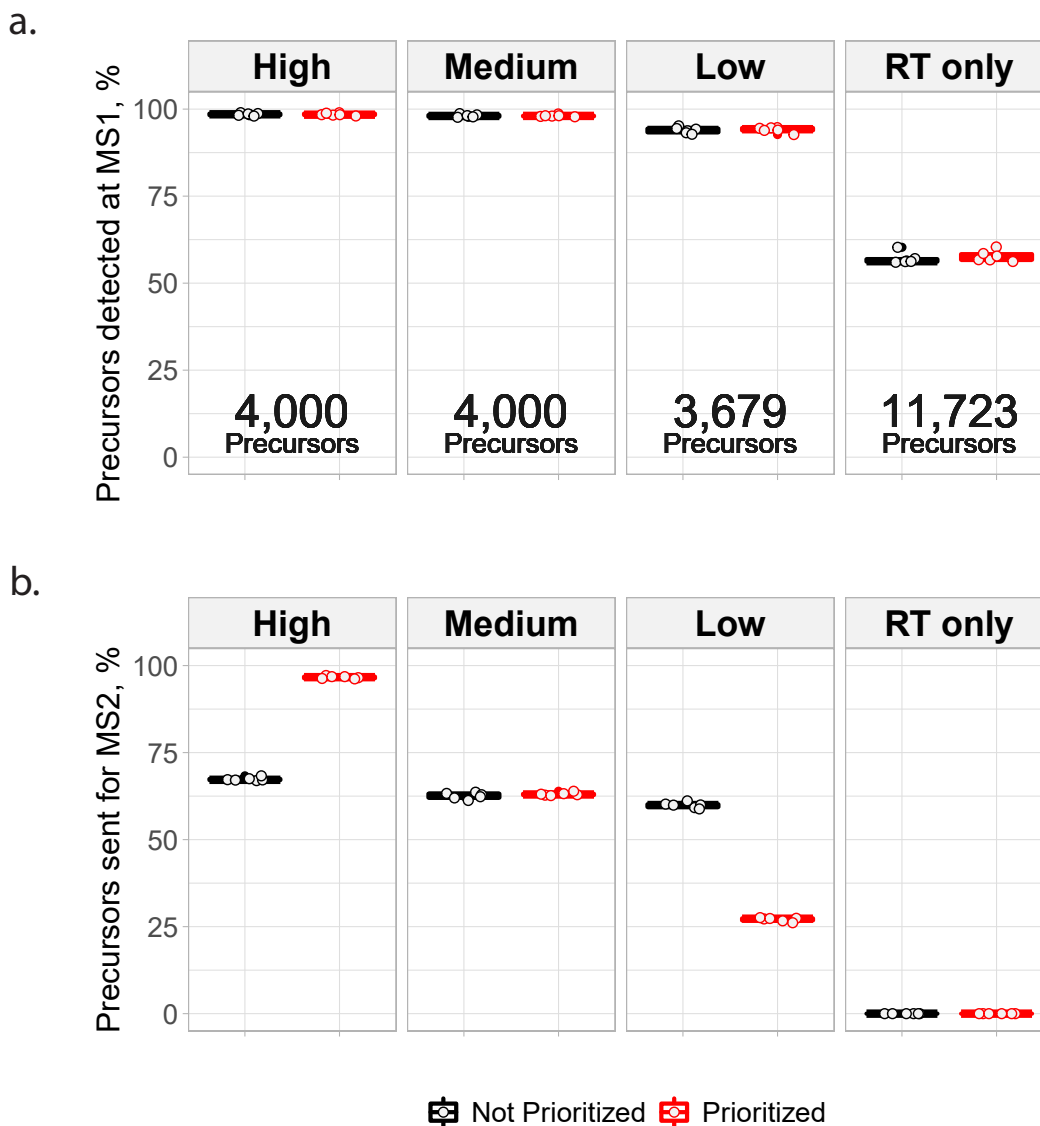 a.
High Medium Low RT only
Precursors detected at MS1, %
100
75
50
25
0
4,000 4,000 3,679 11,723
Precursors Precursors Precursors Precursors
b.
High Medium Low RT only
Precursors sent for MS2, %
100
75
50
25
0
Not Prioritized Prioritized